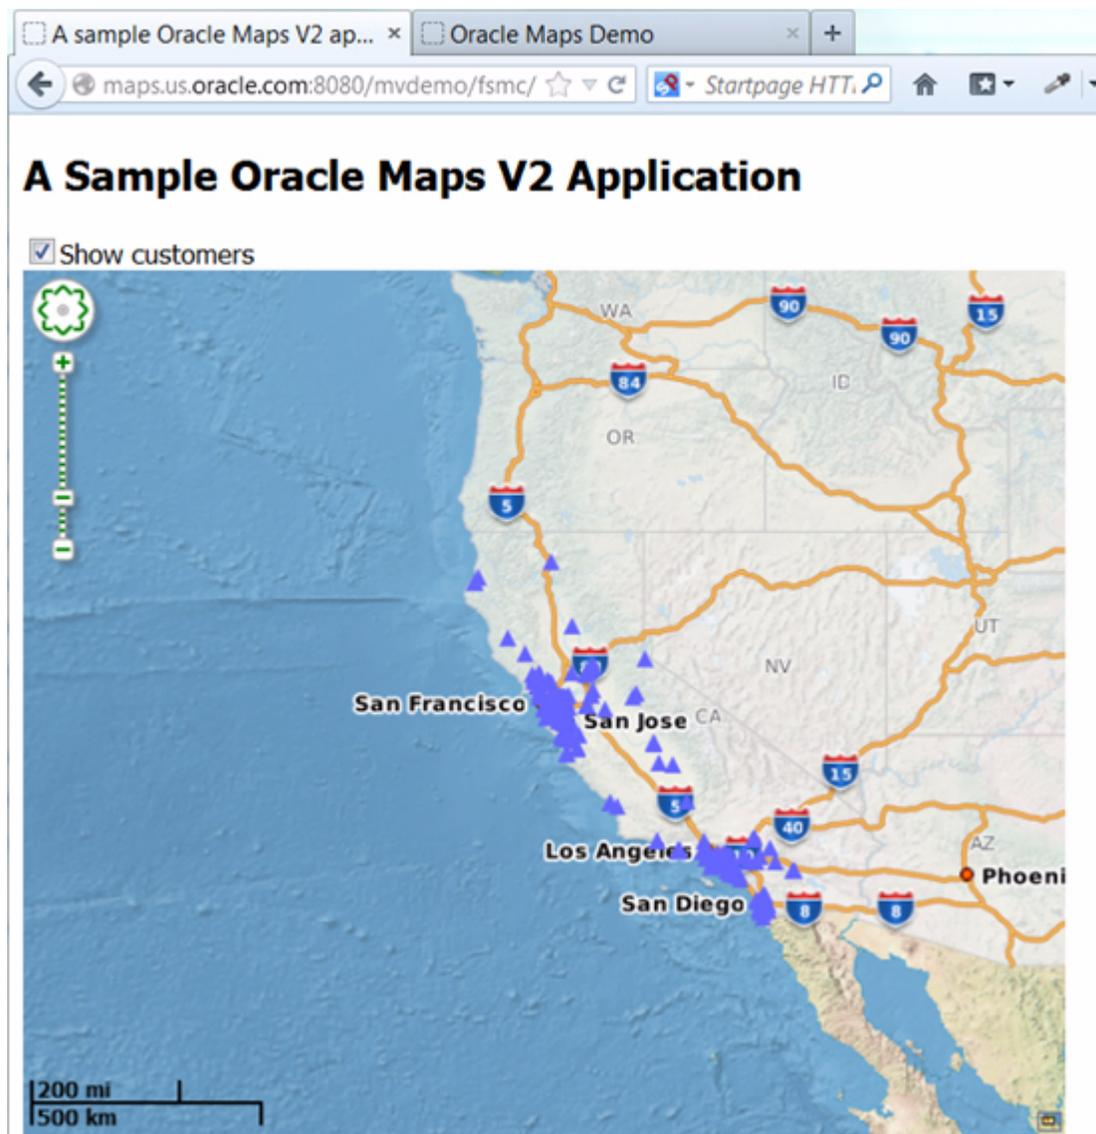 A sample Oracle Maps V2 ap... ×
Oracle Maps Demo × +
maps.us.oracle.com:8080/mvdemo/fsmc/
Startpage HTT
A Sample Oracle Maps V2 Application
Show customers
WA
90
15
90
84
ID
OR
5
UT
NV
San Francisco
San Jose
CA
15
5
40
Los Angeles
AZ
Phoeni
San Diego
8
8
200 mi
500 km